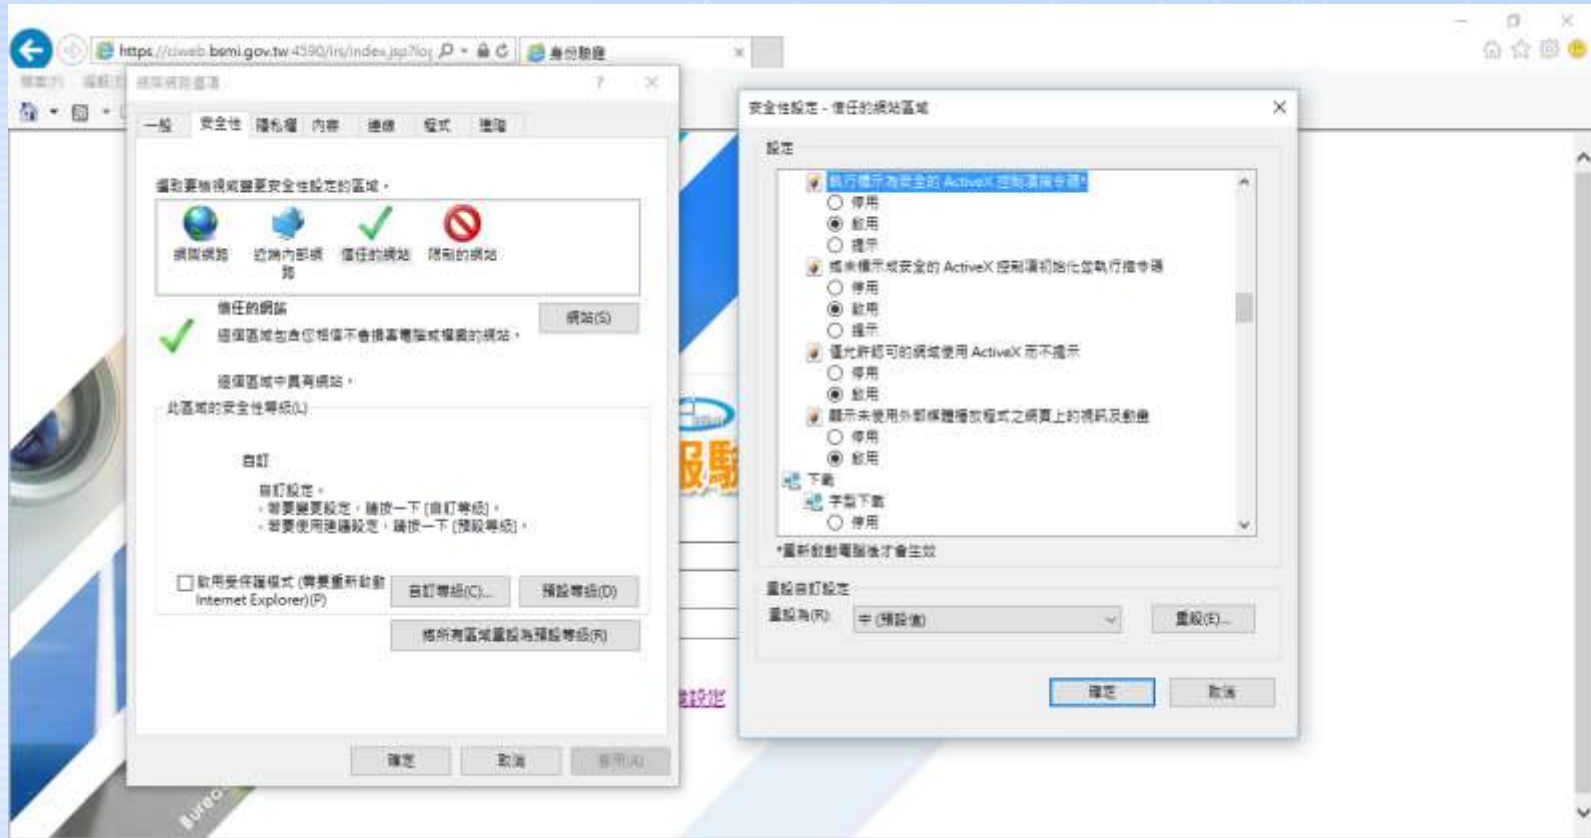 https://ciweb.bsmi.gov.tw:4590/irs/index.jsp?loc
身份驗證
網際網路選項
一般 安全性 隱私權 內容 連線 程式 進階
選取要檢視或變更安全性設定的區域。
網際網路 近端內部網路 信任的網站 限制的網站
信任的網站
這個區域包含您相信不會損害電腦或檔案的網站。
網站(S)
這個區域中具有網站。
此區域的安全性等級(L)
自訂
自訂設定。
- 若要變更設定，請按一下 [自訂等級]。
- 若要使用建議設定，請按一下 [預設等級]。
啟用受保護模式 (需要重新啟動
Internet Explorer)(P)
自訂等級(C)... 預設等級(D)
將所有區域重設為預設等級(R)
確定 取消 套用(A)
安全性設定 - 信任的網站區域
設定
執行標示為安全的 ActiveX 控制項指令碼*
停用
啟用
提示
將未標示成安全的 ActiveX 控制項初始化並執行指令碼
停用
啟用
提示
僅允許認可的網域使用 ActiveX 而不提示
停用
啟用
顯示未使用外部媒體播放程式之網頁上的視訊及動畫
停用
啟用
下載
字型下載
停用
*重新啟動電腦後才會生效
重設自訂設定
重設為(R): 中 (預設值) 重設(E)...
確定 取消
報驗
設定